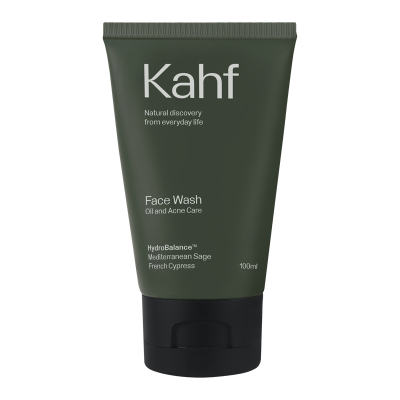 Kahf
Natural discovery
from everyday life
Face Wash
Oil and Acne Care
HydroBalance™
Mediterranean Sage
French Cypress
100ml